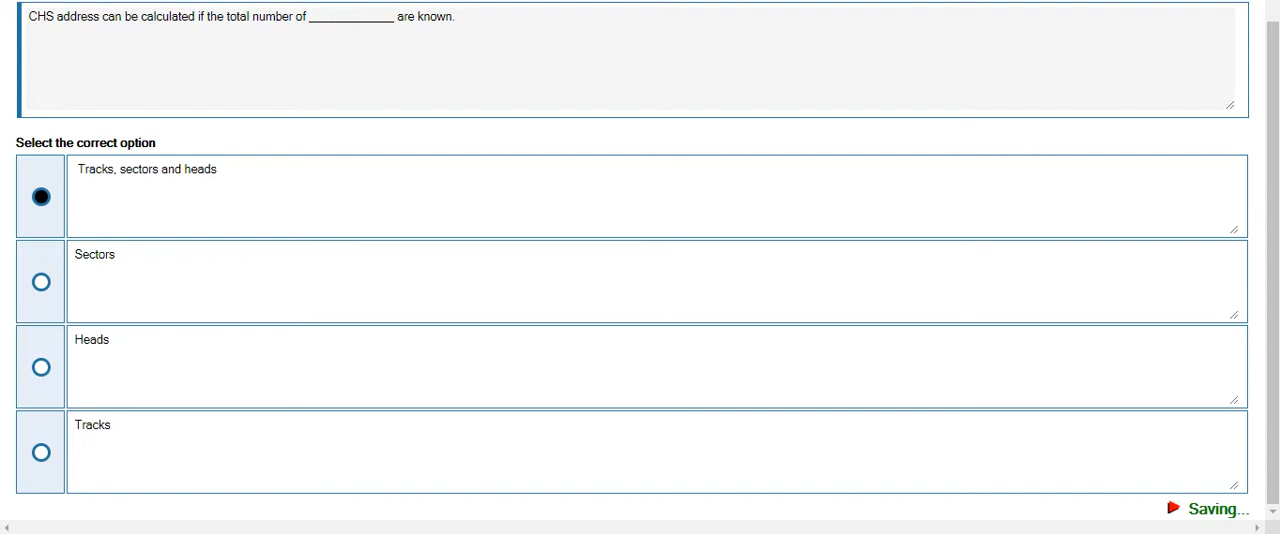 CHS address can be calculated if the total number of _____________ are known.
Select the correct option
Tracks, sectors and heads
Sectors
Heads
Tracks
Saving...